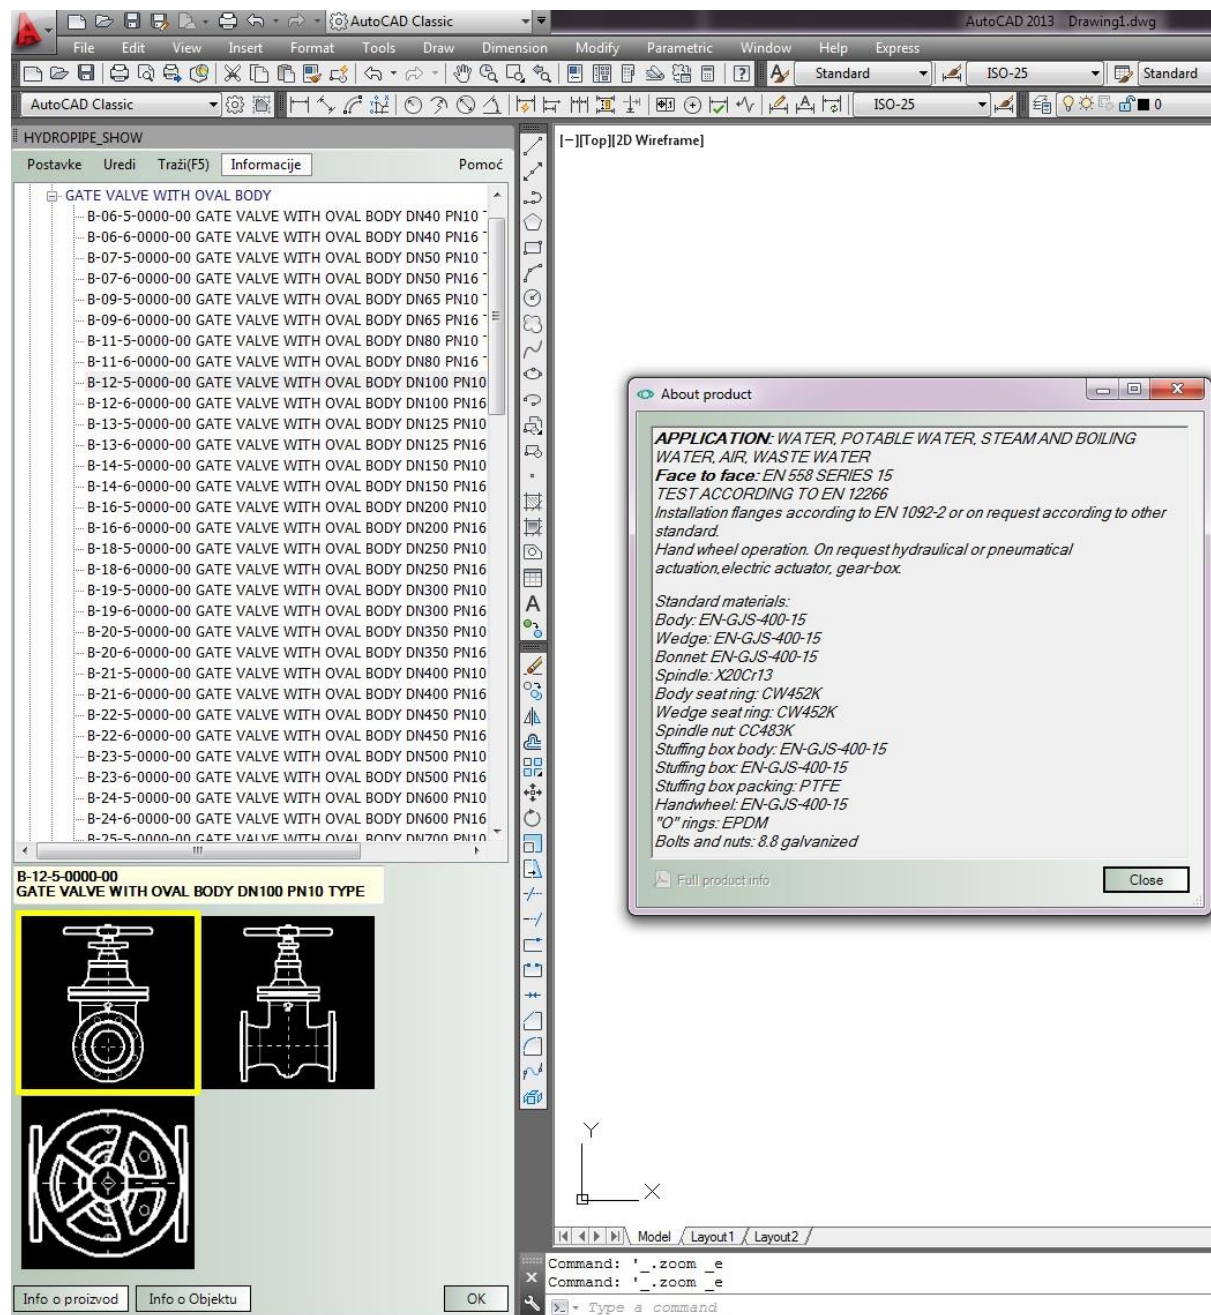 AutoCAD Classic
AutoCAD 2013 Drawing1.dwg
File Edit View Insert Format Tools Draw Dimension Modify Parametric Window Help Express
Standard ISO-25 Standard
AutoCAD Classic ISO-25 0
HYDROPIPE_SHOW
Postavke Uredi Traži(F5) Informacije Pomoć
GATE VALVE WITH OVAL BODY
B-06-5-0000-00 GATE VALVE WITH OVAL BODY DN40 PN10
B-06-6-0000-00 GATE VALVE WITH OVAL BODY DN40 PN16
B-07-5-0000-00 GATE VALVE WITH OVAL BODY DN50 PN10
B-07-6-0000-00 GATE VALVE WITH OVAL BODY DN50 PN16
B-09-5-0000-00 GATE VALVE WITH OVAL BODY DN65 PN10
B-09-6-0000-00 GATE VALVE WITH OVAL BODY DN65 PN16
B-11-5-0000-00 GATE VALVE WITH OVAL BODY DN80 PN10
B-11-6-0000-00 GATE VALVE WITH OVAL BODY DN80 PN16
B-12-5-0000-00 GATE VALVE WITH OVAL BODY DN100 PN10
B-12-6-0000-00 GATE VALVE WITH OVAL BODY DN100 PN16
B-13-5-0000-00 GATE VALVE WITH OVAL BODY DN125 PN10
B-13-6-0000-00 GATE VALVE WITH OVAL BODY DN125 PN16
B-14-5-0000-00 GATE VALVE WITH OVAL BODY DN150 PN10
B-14-6-0000-00 GATE VALVE WITH OVAL BODY DN150 PN16
B-16-5-0000-00 GATE VALVE WITH OVAL BODY DN200 PN10
B-16-6-0000-00 GATE VALVE WITH OVAL BODY DN200 PN16
B-18-5-0000-00 GATE VALVE WITH OVAL BODY DN250 PN10
B-18-6-0000-00 GATE VALVE WITH OVAL BODY DN250 PN16
B-19-5-0000-00 GATE VALVE WITH OVAL BODY DN300 PN10
B-19-6-0000-00 GATE VALVE WITH OVAL BODY DN300 PN16
B-20-5-0000-00 GATE VALVE WITH OVAL BODY DN350 PN10
B-20-6-0000-00 GATE VALVE WITH OVAL BODY DN350 PN16
B-21-5-0000-00 GATE VALVE WITH OVAL BODY DN400 PN10
B-21-6-0000-00 GATE VALVE WITH OVAL BODY DN400 PN16
B-22-5-0000-00 GATE VALVE WITH OVAL BODY DN450 PN10
B-22-6-0000-00 GATE VALVE WITH OVAL BODY DN450 PN16
B-23-5-0000-00 GATE VALVE WITH OVAL BODY DN500 PN10
B-23-6-0000-00 GATE VALVE WITH OVAL BODY DN500 PN16
B-24-5-0000-00 GATE VALVE WITH OVAL BODY DN600 PN10
B-24-6-0000-00 GATE VALVE WITH OVAL BODY DN600 PN16
B-25-5-0000-00 GATE VALVE WITH OVAL BODY DN700 PN10
B-12-5-0000-00
GATE VALVE WITH OVAL BODY DN100 PN10 TYPE
Info o proizvod Info o Objektu OK
[−][Top][2D Wireframe]
About product
APPLICATION: WATER, POTABLE WATER, STEAM AND BOILING
WATER, AIR, WASTE WATER
Face to face: EN 558 SERIES 15
TEST ACCORDING TO EN 12266
Installation flanges according to EN 1092-2 or on request according to other
standard.
Hand wheel operation. On request hydraulical or pneumatical
actuation,electric actuator, gear-box.
Standard materials:
Body: EN-GJS-400-15
Wedge: EN-GJS-400-15
Bonnet: EN-GJS-400-15
Spindle: X20Cr13
Body seat ring: CW452K
Wedge seat ring: CW452K
Spindle nut: CC483K
Stuffing box body: EN-GJS-400-15
Stuffing box: EN-GJS-400-15
Stuffing box packing: PTFE
Handwheel: EN-GJS-400-15
"O" rings: EPDM
Bolts and nuts: 8.8 galvanized
Full product info Close
Y
X
Model Layout1 Layout2
Command: '_.zoom _e
Command: '_.zoom _e
Type a command